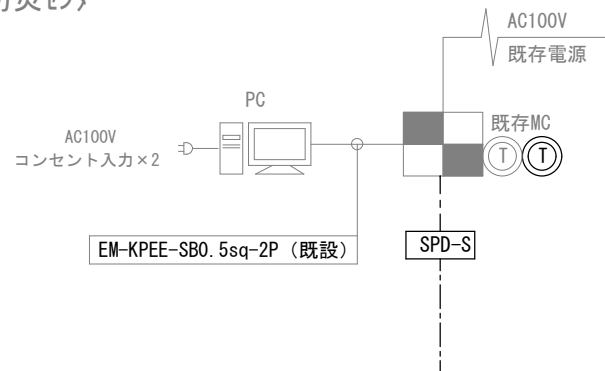 AC100V
既存電源
PC
既存MC
AC100V
コンセント入力×2
T
T
EM-KPEE-SB0.5sq-2P (既設)
SPD-S